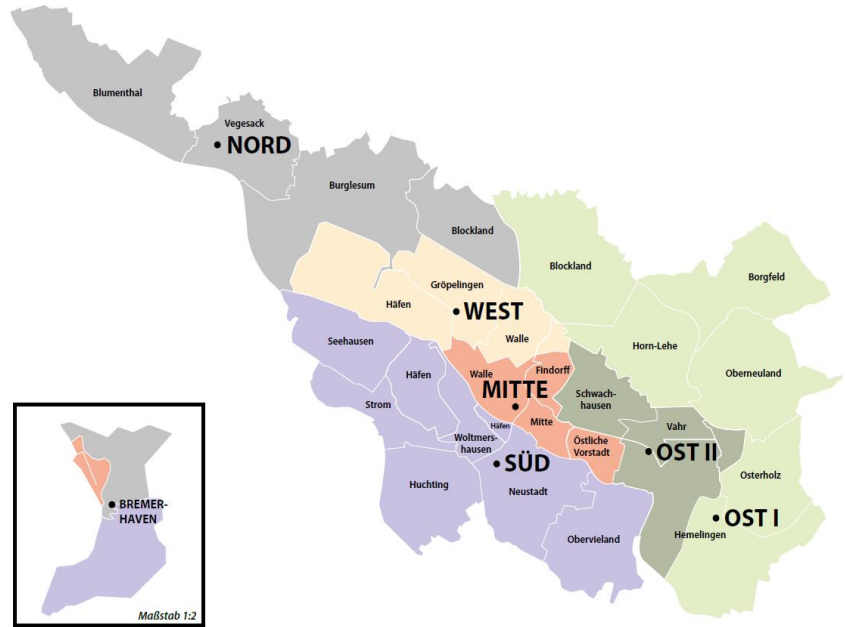 Blumenthal
Vegesack
NORD
Burglesum
Blockland
Blockland
Borgfeld
Gröpelingen
Häfen
WEST
Walle
Seehausen
Horn-Lehe
Oberneuland
Häfen
Walle
Findorff
MITTE
Schwach-
hausen
Strom
Häfen
Mitte
Vahr
Woltmers-
hausen
Östliche
Vorstadt
OST II
SÜD
Huchting
Neustadt
Osterholz
OST I
Obervieland
Hemelingen
BREMER-
HAVEN
Maßstab 1:2